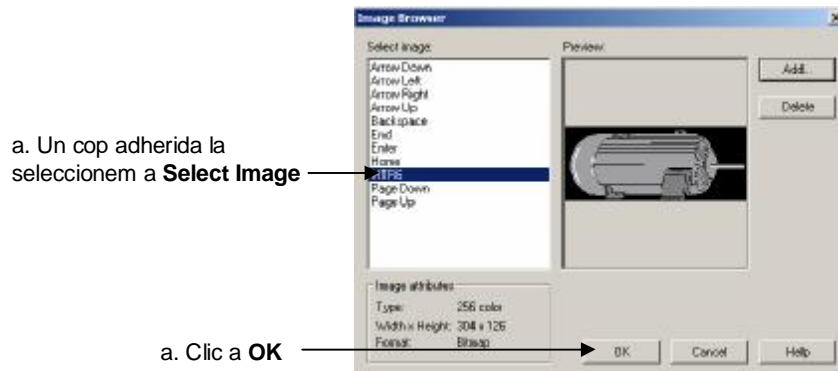 Image Browser
Select image:
Preview:
Arrow Down
Arrow Left
Arrow Right
Arrow Up
Backspace
End
Enter
Home
Page Down
Page Up
Add...
Delete
a. Un cop adherida la
seleccionem a Select Image
Image attributes
Type: 256 color
Width x Height: 304 x 126
Format: Bitmap
a. Clic a OK
OK
Cancel
Help